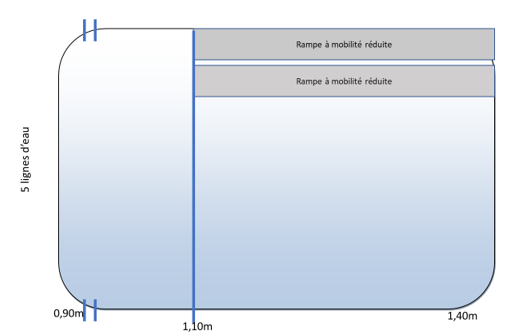 Rampe à mobilité réduite
Rampe à mobilité réduite
5 lignes d'eau
0,90m
1,10m
1,40m